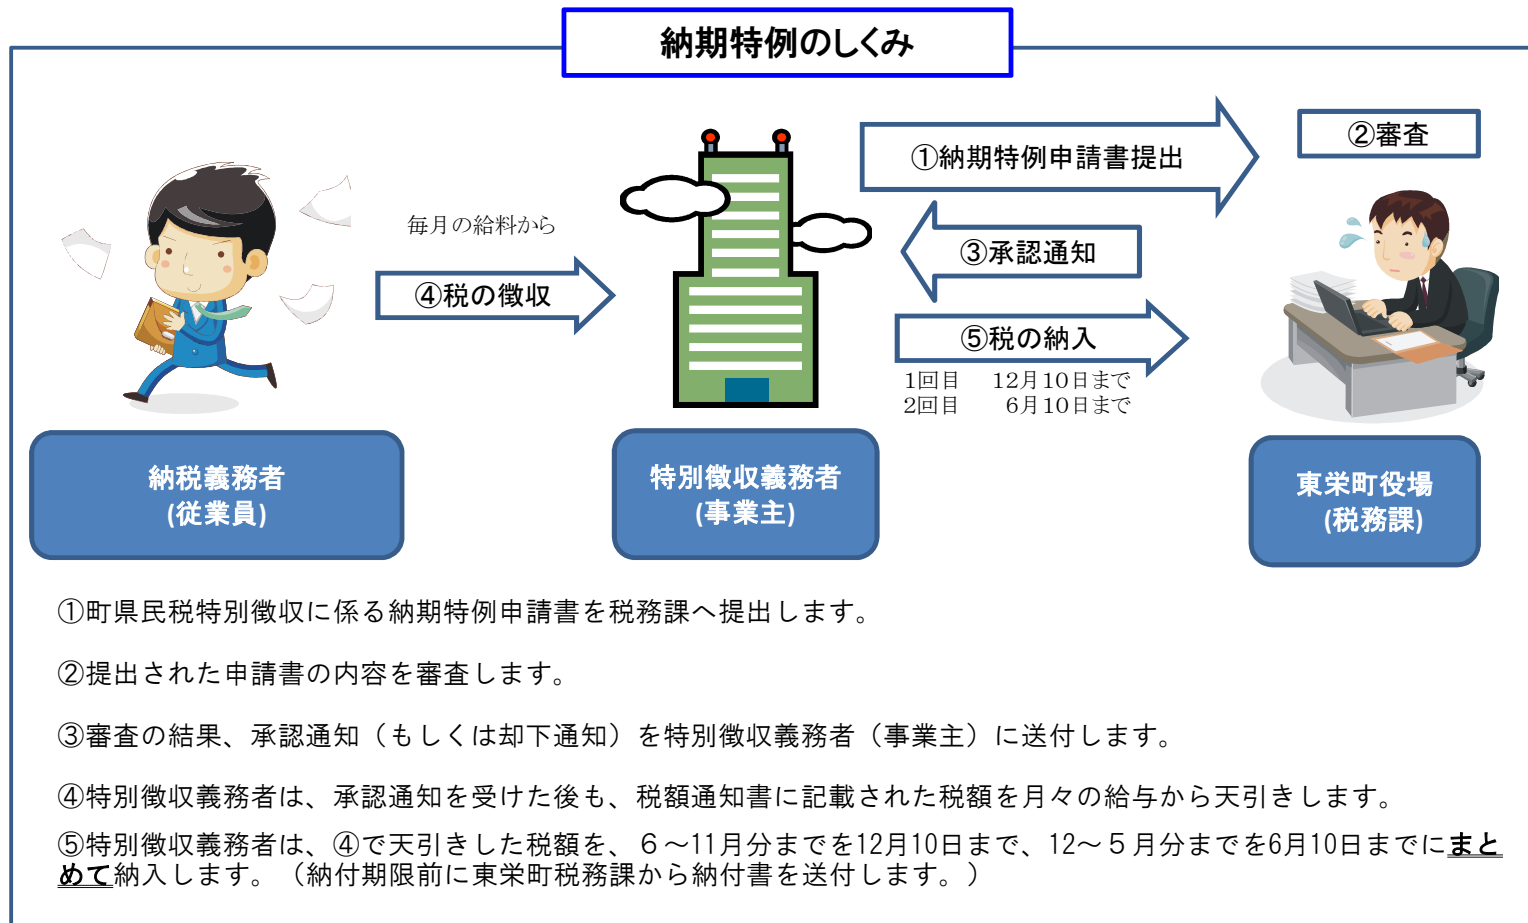 納期特例のしくみ
①納期特例申請書提出
②審査
毎月の給料から
③承認通知
④税の徴収
⑤税の納入
1回目　12月10日まで
2回目　6月10日まで
納税義務者
(従業員)
特別徴収義務者
(事業主)
東栄町役場
(税務課)
①町県民税特別徴収に係る納期特例申請書を税務課へ提出します。
②提出された申請書の内容を審査します。
③審査の結果、承認通知（もしくは却下通知）を特別徴収義務者（事業主）に送付します。
④特別徴収義務者は、承認通知を受けた後も、税額通知書に記載された税額を月々の給与から天引きします。
⑤特別徴収義務者は、④で天引きした税額を、６～11月分までを12月10日まで、12～５月分までを6月10日までにまと
めて納入します。（納付期限前に東栄町税務課から納付書を送付します。）